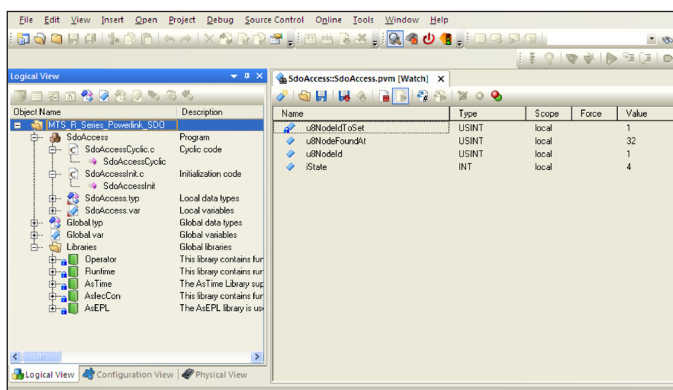 File Edit View Insert Open Project Debug Source Control Online Tools Window Help
Logical View
SdoAccess::SdoAccess.pvm [Watch]
Object Name Description
MTS_R_Series_Powerlink_SDO
SdoAccess Program
SdoAccessCyclic.c Cyclic code
SdoAccessCyclic
SdoAccessInit.c Initialization code
SdoAccessInit
SdoAccess.typ Local data types
SdoAccess.var Local variables
Global.typ Global data types
Global.var Global variables
Libraries Global libraries
Operator This library contains fun
Runtime This library contains fun
AsTime The AsTime Library sup
AsIecCon This library contains fun
AsEPL The AsEPL library is us
Name Type Scope Force Value
u8NodeIdToSet USINT local 1
u8NodeFoundAt USINT local 32
u8NodeId USINT local 1
iState INT local 4
Logical View Configuration View Physical View